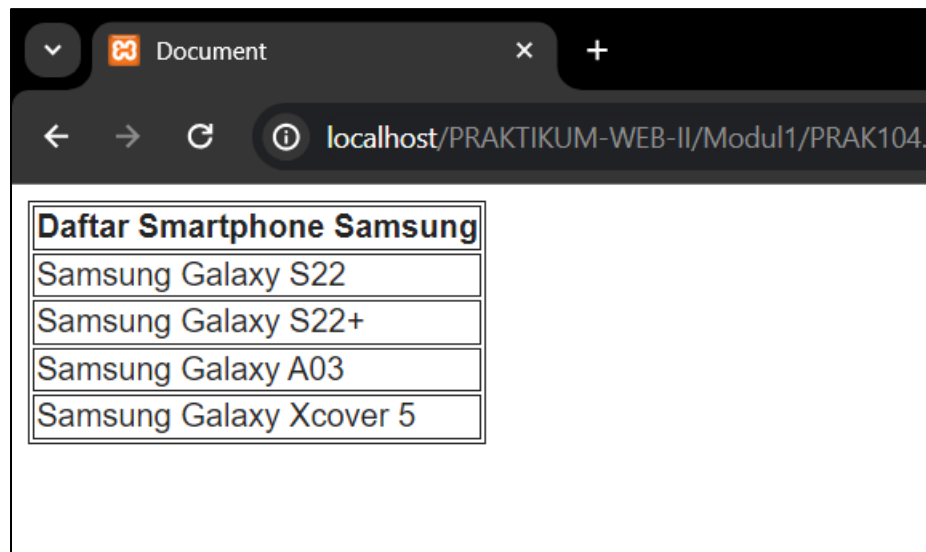 Document
localhost/PRAKTIKUM-WEB-II/Modul1/PRAK104.
Daftar Smartphone Samsung
Samsung Galaxy S22
Samsung Galaxy S22+
Samsung Galaxy A03
Samsung Galaxy Xcover 5